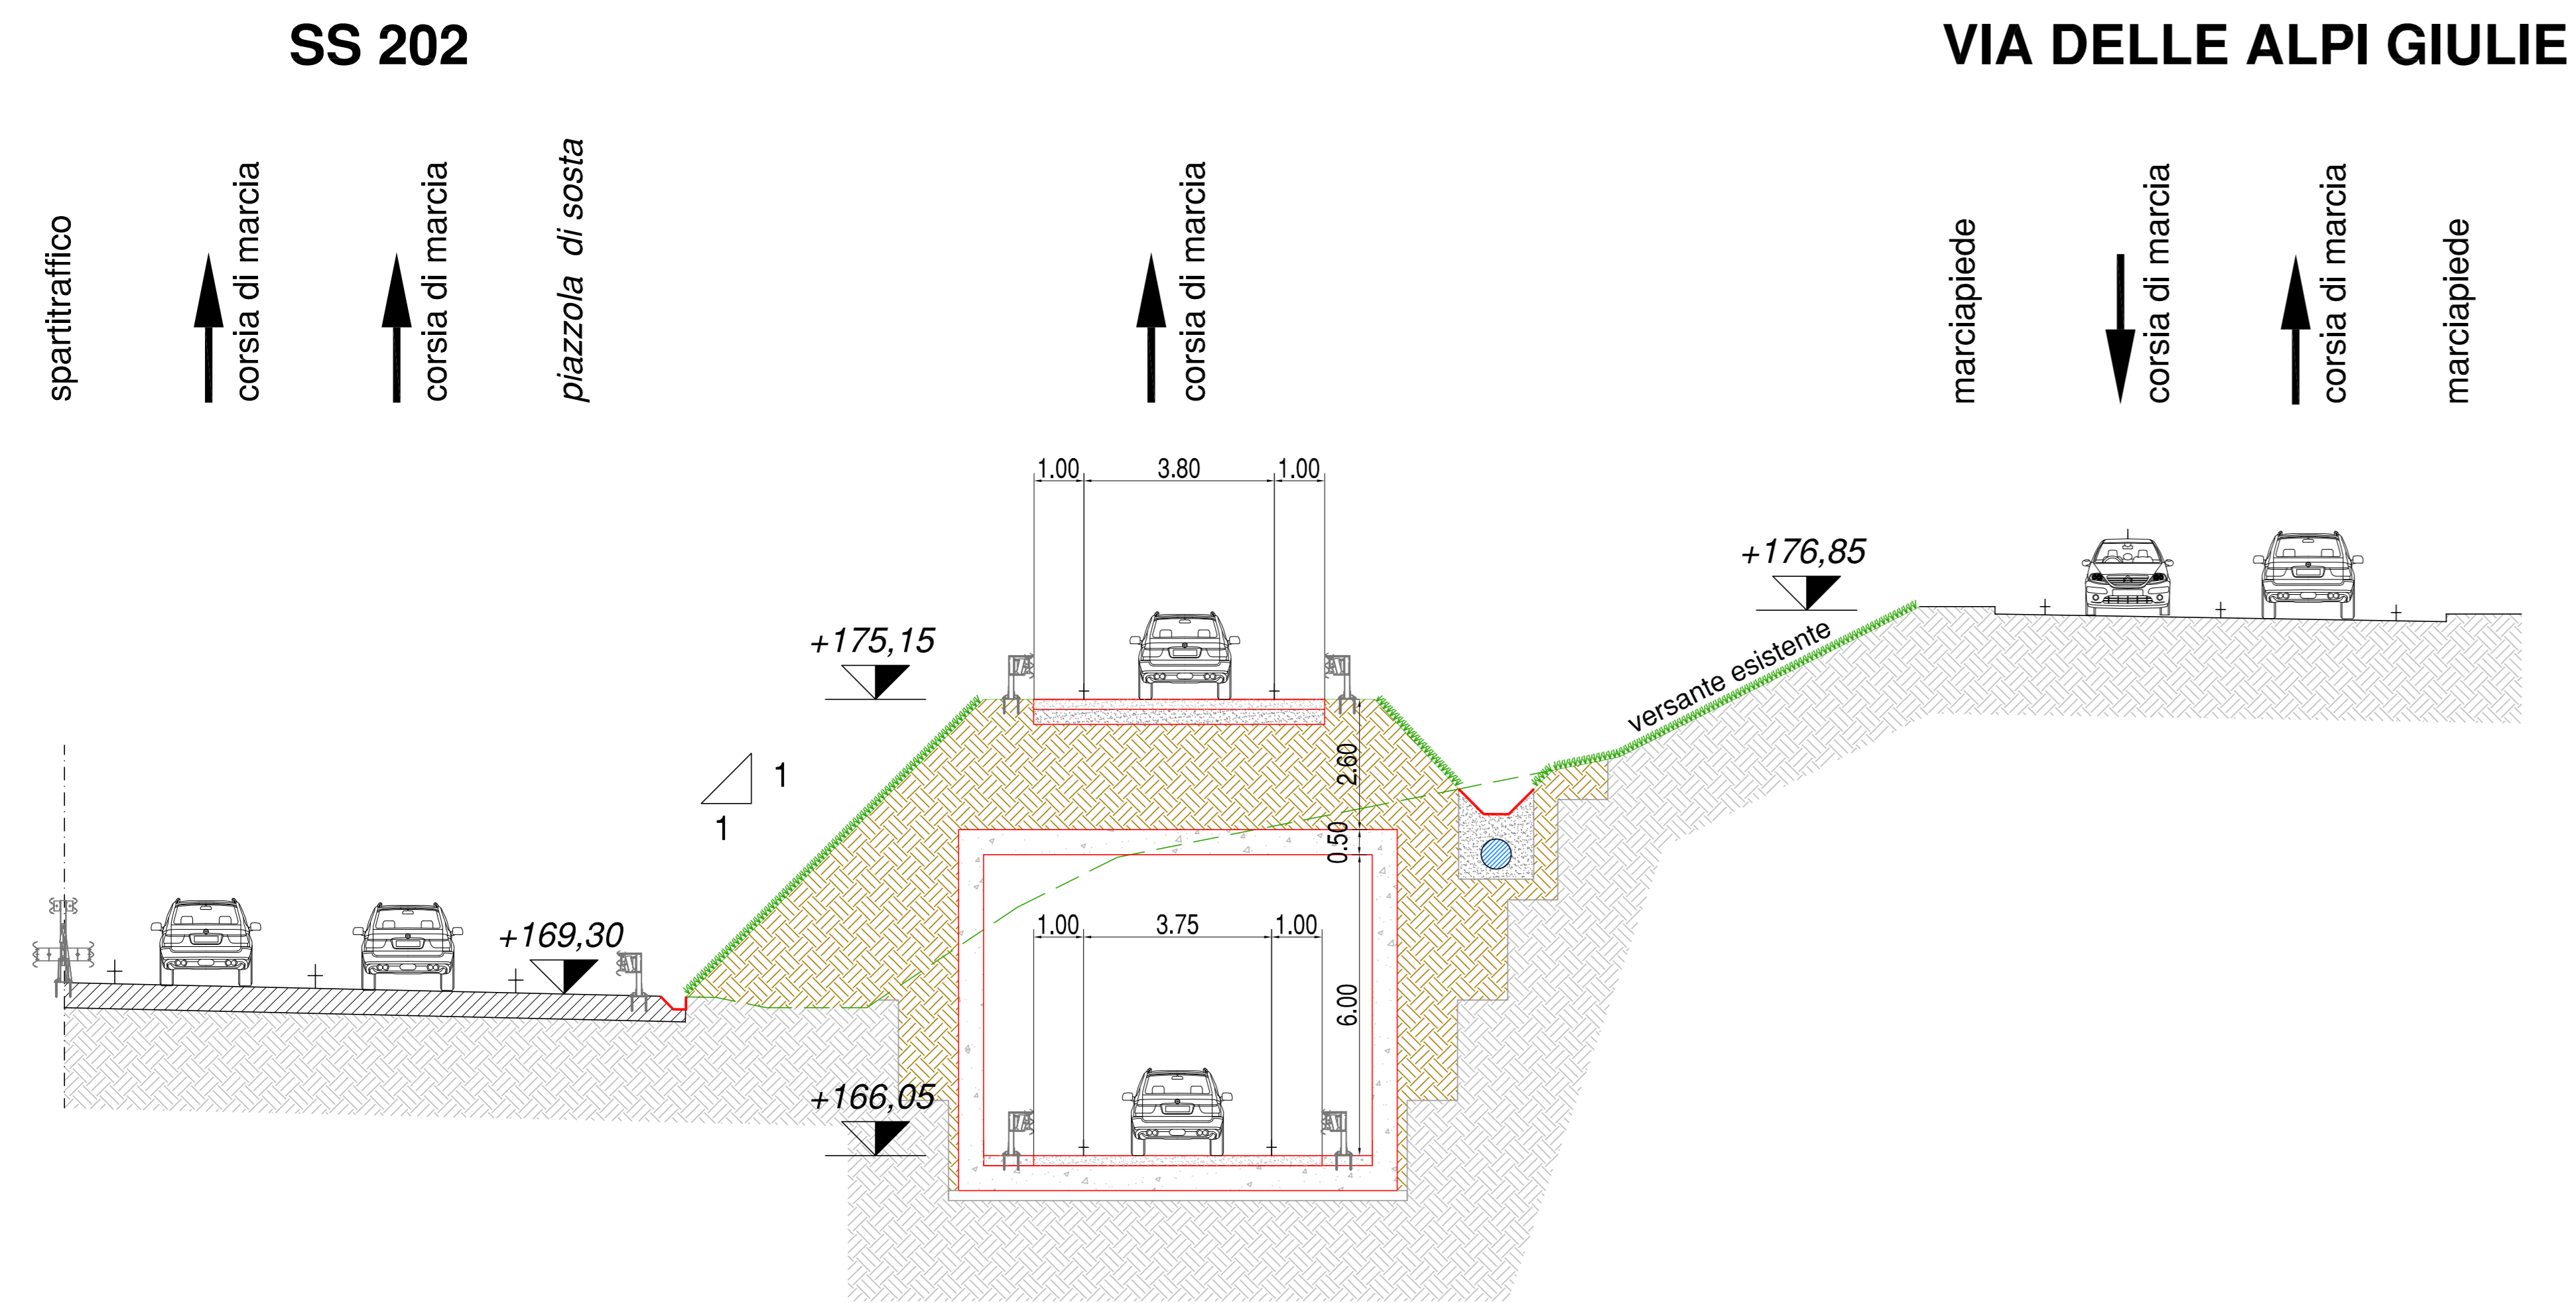 SS 202
VIA DELLE ALPI GIULIE
spartitraffico
corsia di marcia
corsia di marcia
piazzola di sosta
corsia di marcia
marciapiede
corsia di marcia
corsia di marcia
marciapiede
1.00
3.80
1.00
+176,85
+175,15
versante esistente
2.60
1
1
0.50
+169,30
1.00
3.75
1.00
6.00
+166,05